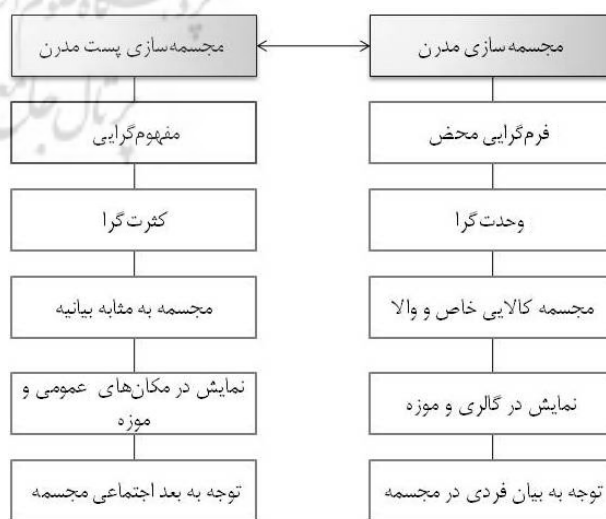 مجسمه سازی مدرن
مجسمه‌سازی پست مدرن
فرم‌گرایی محض
مفهوم‌گرایی
وحدت‌گرا
کثرت‌گرا
مجسمه کالایی خاص و والا
مجسمه به مثابه بیانیه
نمایش در گالری و موزه
نمایش در مکان‌های عمومی و
موزه
توجه به بیان فردی در مجسمه
توجه به بعد اجتماعی مجسمه